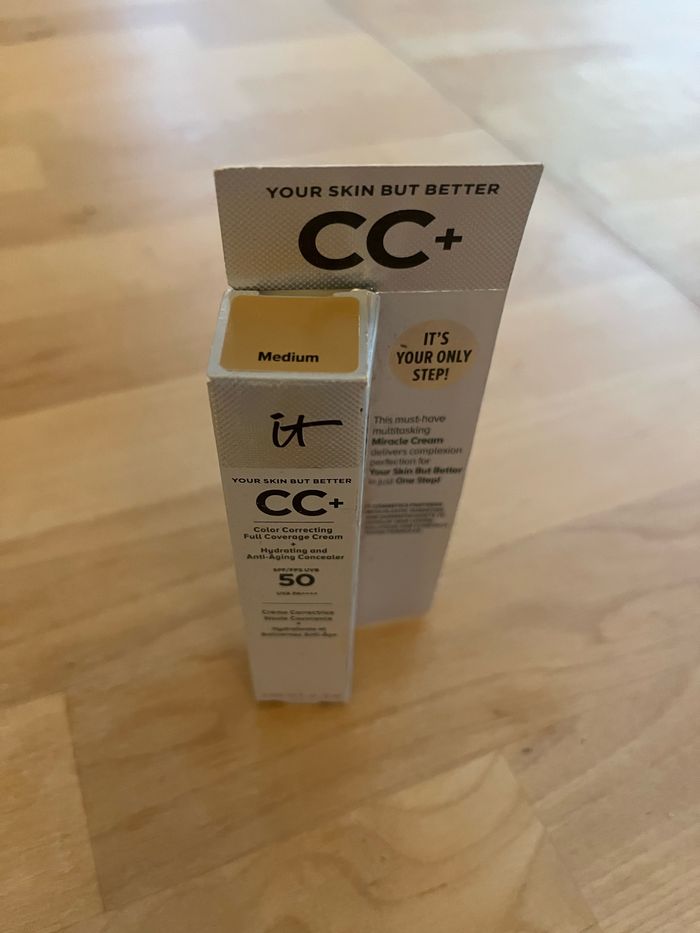 YOUR SKIN BUT BETTER
CC+
IT'S
YOUR ONLY
STEP!
This must-have
multitasking
Miracle Cream
delivers complexion
perfection for
Your Skin But Better
in just One Step!
Medium
it
YOUR SKIN BUT BETTER
CC+
Color Correcting
Full Coverage Cream
+
Hydrating and
Anti-Aging Concealer
SPF/FPS UVB
50
UVA PA++++
Crème Correctrice
Haute Couvrance
+
Hydratante et
Anti-Âge